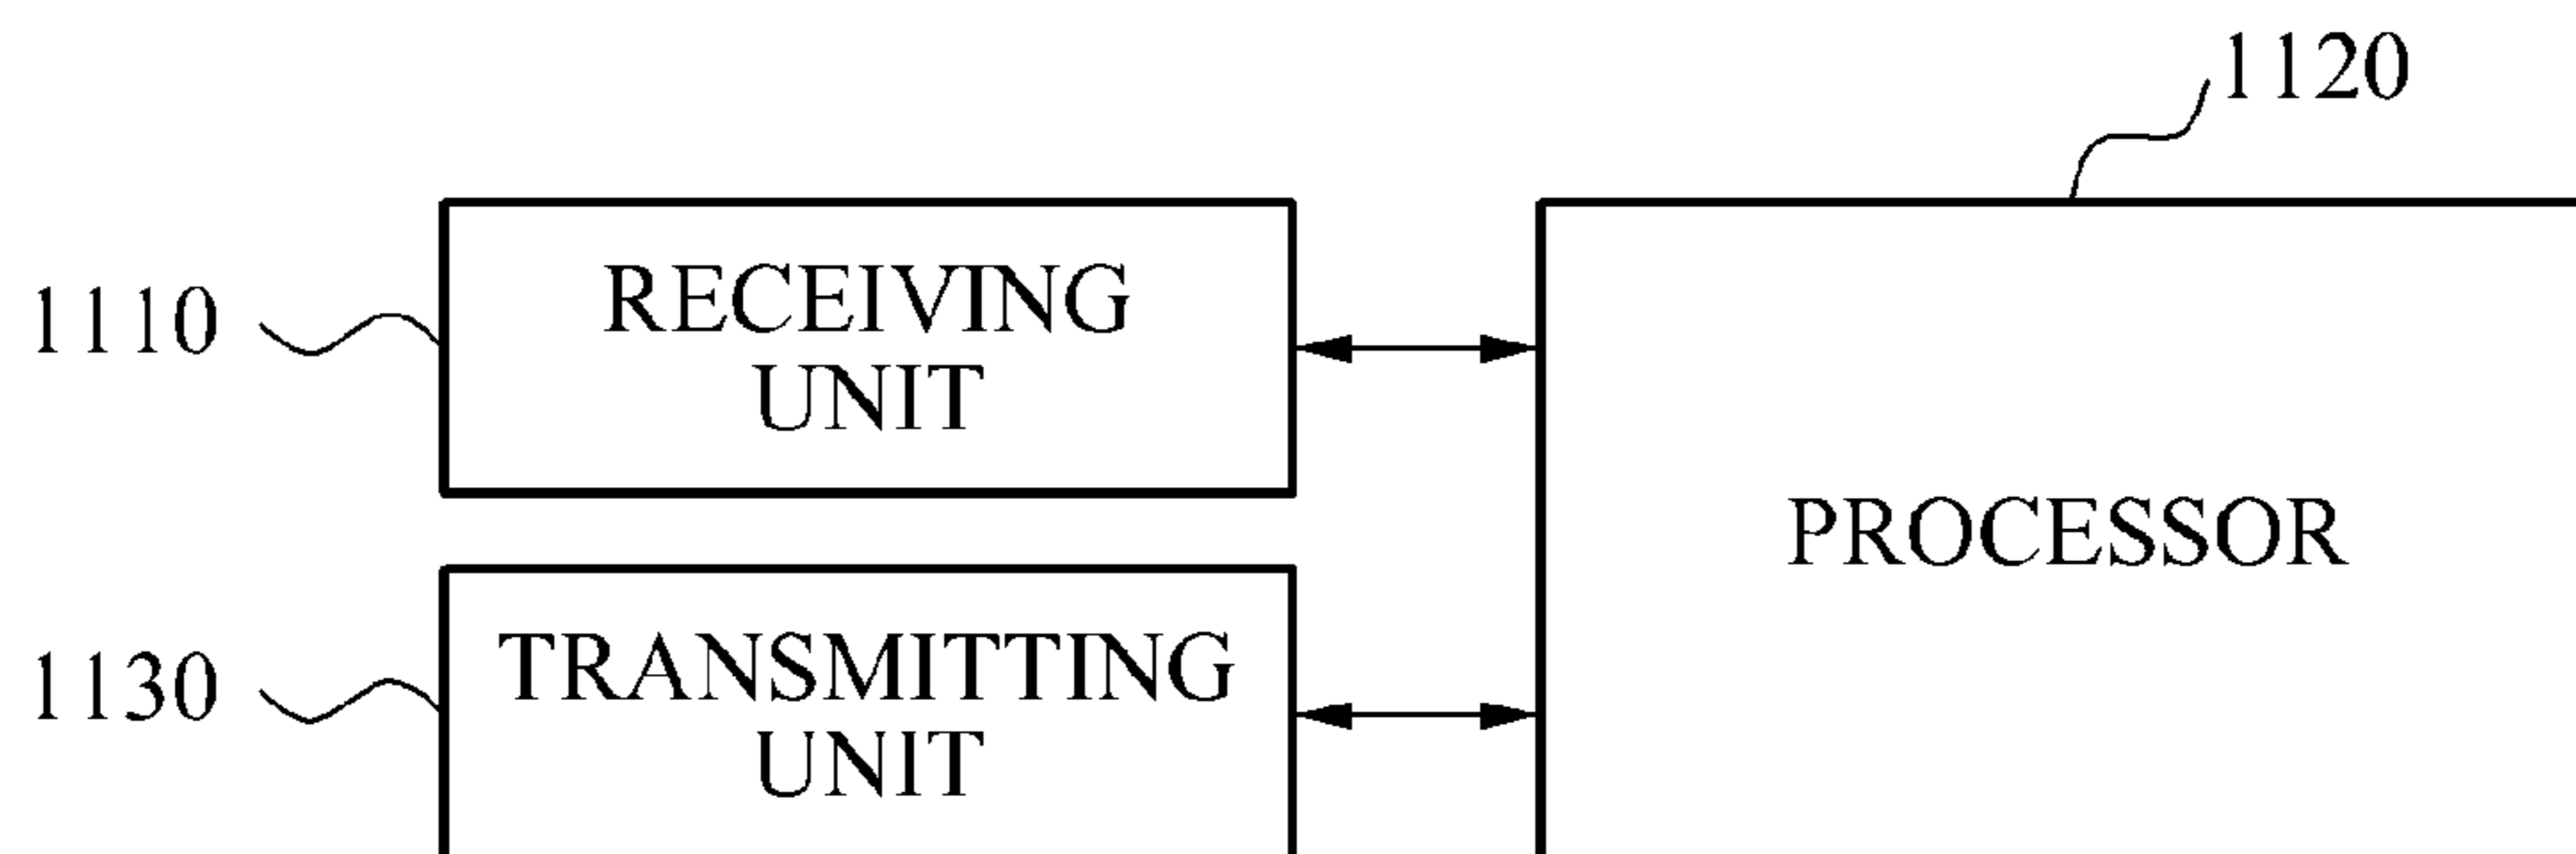 1120
1110
RECEIVING
UNIT
PROCESSOR
1130
TRANSMITTING
UNIT